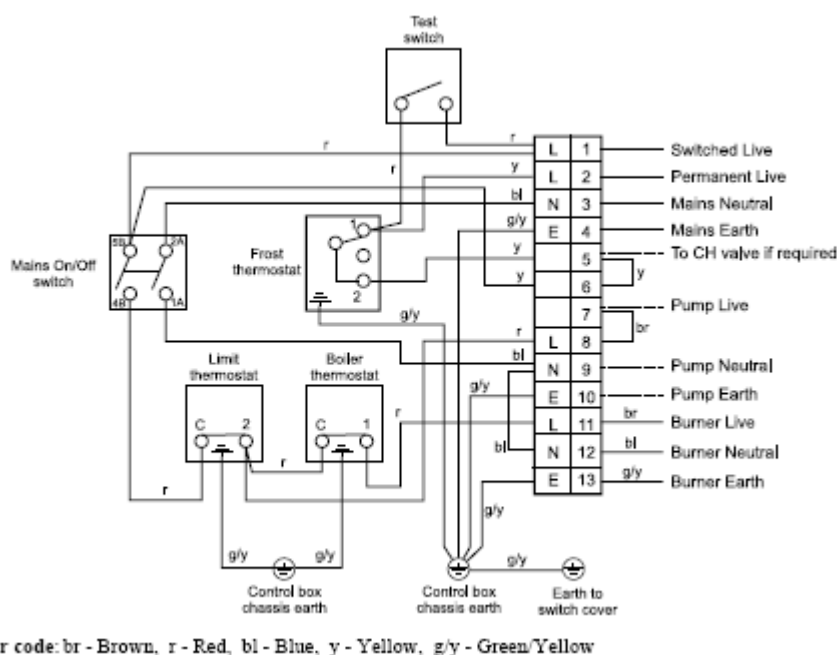 Test
switch
r
L 1 Switched Live
r
y
L 2 Permanent Live
bl
N 3 Mains Neutral
g/y
E 4 Mains Earth
5B 2A
Mains On/Off
switch
4B 1A
Frost
thermostat
1
2
y
5 To CH valve if required
y
y
6
g/y
7 Pump Live
br
r
L 8
bl
N 9 Pump Neutral
g/y
E 10 Pump Earth
Limit
thermostat
Boiler
thermostat
C 2
C 1
r
L 11 br Burner Live
bl
N 12 bl Burner Neutral
r
r
E 13 g/y Burner Earth
g/y
g/y
g/y
g/y
Control box
chassis earth
Control box
chassis earth
Earth to
switch cover
r code: br - Brown, r - Red, bl - Blue, y - Yellow, g/y - Green/Yellow